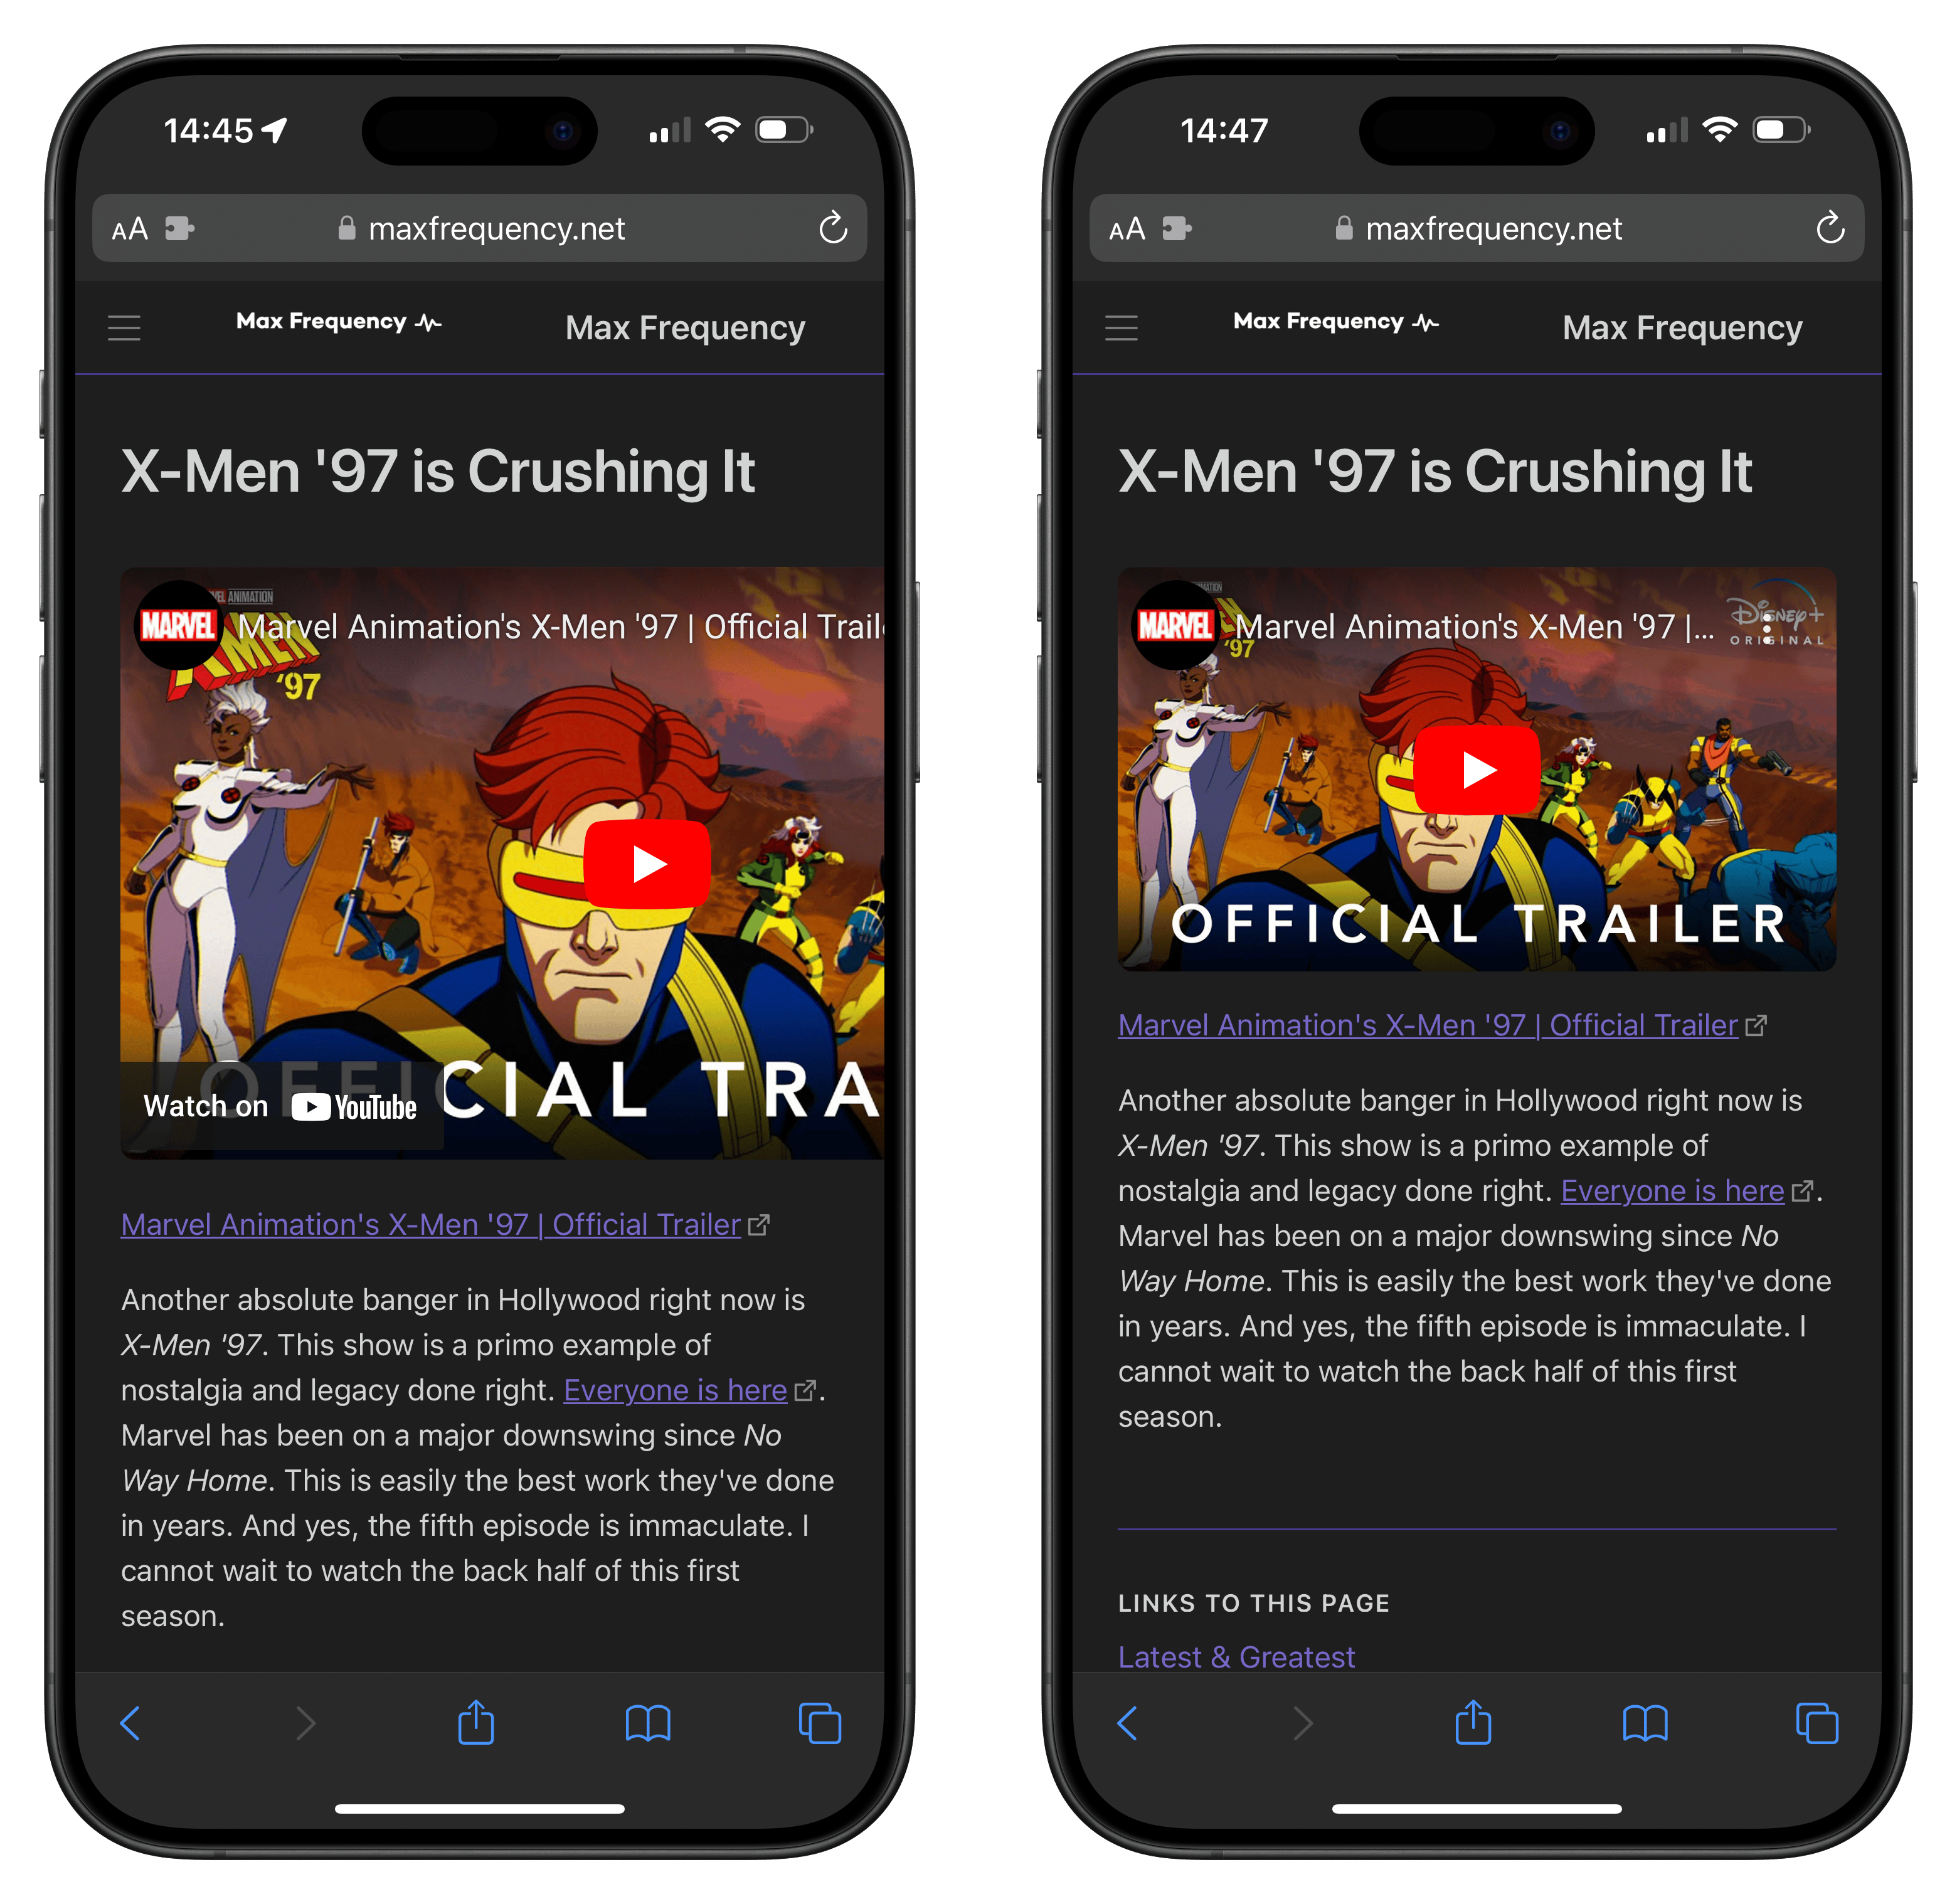 14:45
AA
maxfrequency.net
Max Frequency
Max Frequency
X-Men '97 is Crushing It
MARVEL ANIMATION
X-MEN
'97
MARVEL
Marvel Animation's X-Men '97 | Official Trail
OFFICIAL TRA
Watch on YouTube
Marvel Animation's X-Men '97 | Official Trailer
Another absolute banger in Hollywood right now is
X-Men '97. This show is a primo example of
nostalgia and legacy done right. Everyone is here.
Marvel has been on a major downswing since No
Way Home. This is easily the best work they've done
in years. And yes, the fifth episode is immaculate. I
cannot wait to watch the back half of this first
season.
14:47
AA
maxfrequency.net
Max Frequency
Max Frequency
X-Men '97 is Crushing It
MARVEL
'97
Marvel Animation's X-Men '97 |...
Disney+
ORIGINAL
OFFICIAL TRAILER
Marvel Animation's X-Men '97 | Official Trailer
Another absolute banger in Hollywood right now is
X-Men '97. This show is a primo example of
nostalgia and legacy done right. Everyone is here.
Marvel has been on a major downswing since No
Way Home. This is easily the best work they've done
in years. And yes, the fifth episode is immaculate. I
cannot wait to watch the back half of this first
season.
LINKS TO THIS PAGE
Latest & Greatest